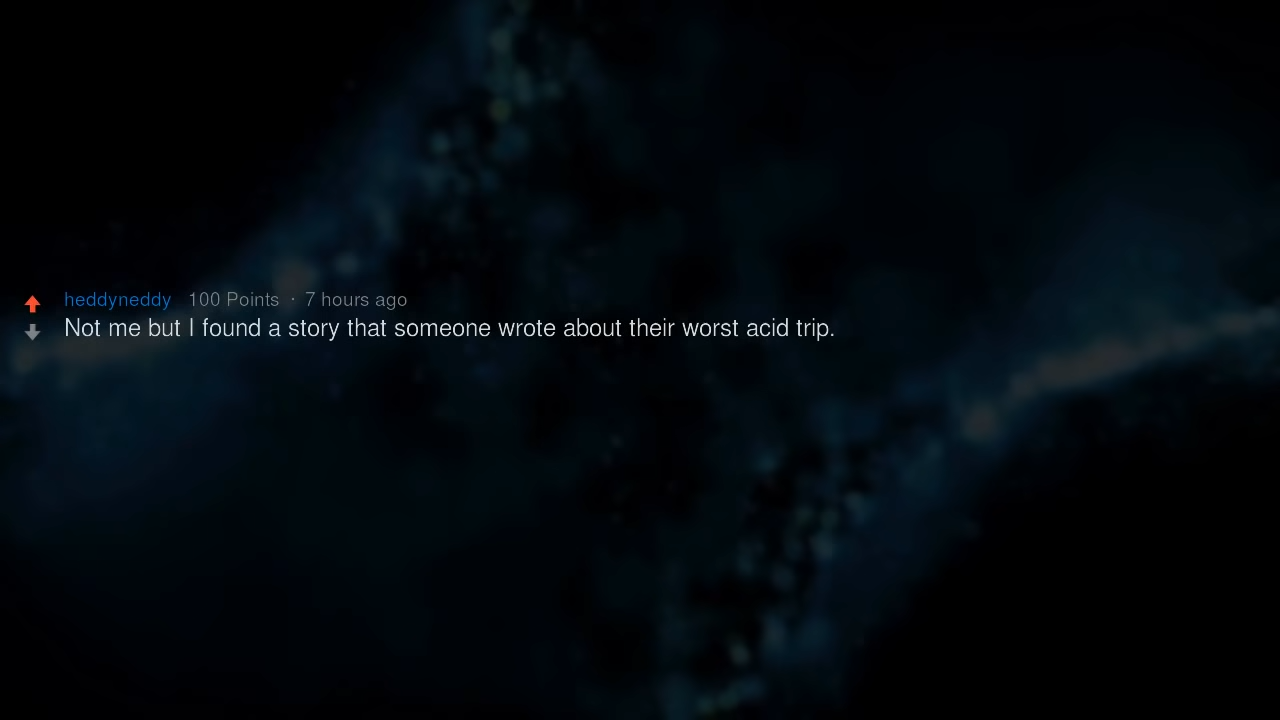 heddyneddy 100 Points · 7 hours ago
Not me but I found a story that someone wrote about their worst acid trip.